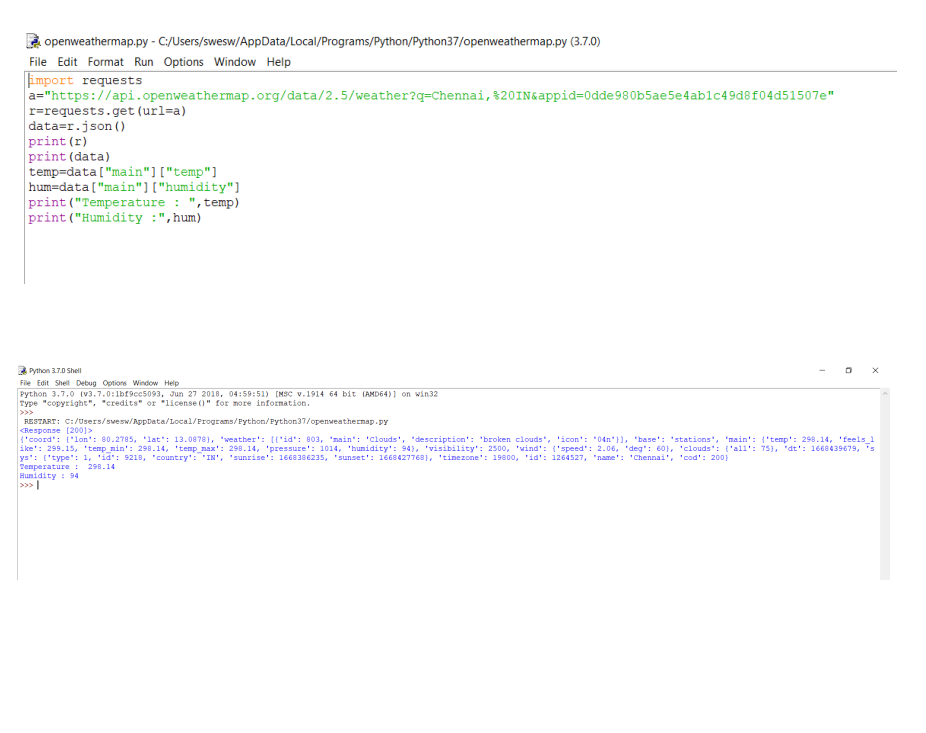 openweathermap.py - C:/Users/swesw/AppData/Local/Programs/Python/Python37/openweathermap.py (3.7.0)
File Edit Format Run Options Window Help
import requests
a="https://api.openweathermap.org/data/2.5/weather?q=Chennai,%20IN&appid=0dde980b5ae5e4ab1c49d8f04d51507e"
r=requests.get(url=a)
data=r.json()
print(r)
print(data)
temp=data["main"]["temp"]
hum=data["main"]["humidity"]
print("Temperature : ",temp)
print("Humidity :",hum)
Python 3.7.0 Shell
File Edit Shell Debug Options Window Help
Python 3.7.0 (v3.7.0:1bf9cc5093, Jun 27 2018, 04:59:51) [MSC v.1914 64 bit (AMD64)] on win32
Type "copyright", "credits" or "license()" for more information.
>>>
RESTART: C:/Users/swesw/AppData/Local/Programs/Python/Python37/openweathermap.py
<Response [200]>
{'coord': {'lon': 80.2785, 'lat': 13.0878}, 'weather': [{'id': 803, 'main': 'Clouds', 'description': 'broken clouds', 'icon': '04n'}], 'base': 'stations', 'main': {'temp': 298.14, 'feels_l
ike': 299.15, 'temp_min': 298.14, 'temp_max': 298.14, 'pressure': 1014, 'humidity': 94}, 'visibility': 2500, 'wind': {'speed': 2.06, 'deg': 60}, 'clouds': {'all': 75}, 'dt': 1668439679, 's
ys': {'type': 1, 'id': 9218, 'country': 'IN', 'sunrise': 1668386235, 'sunset': 1668427768}, 'timezone': 19800, 'id': 1264527, 'name': 'Chennai', 'cod': 200}
Temperature :  298.14
Humidity : 94
>>>